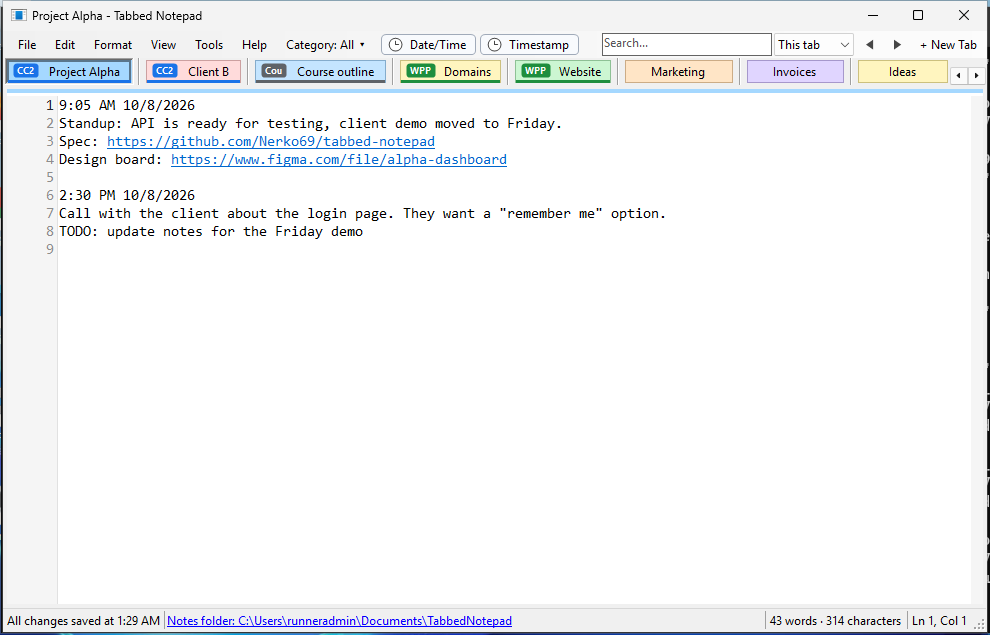 Project Alpha - Tabbed Notepad
File Edit Format View Tools Help Category: All Date/Time Timestamp Search... This tab + New Tab
CC2 Project Alpha CC2 Client B Cou Course outline WPP Domains WPP Website Marketing Invoices Ideas
1 9:05 AM 10/8/2026
2 Standup: API is ready for testing, client demo moved to Friday.
3 Spec: https://github.com/Nerko69/tabbed-notepad
4 Design board: https://www.figma.com/file/alpha-dashboard
5
6 2:30 PM 10/8/2026
7 Call with the client about the login page. They want a "remember me" option.
8 TODO: update notes for the Friday demo
9
All changes saved at 1:29 AM Notes folder: C:\Users\runneradmin\Documents\TabbedNotepad 43 words · 314 characters Ln 1, Col 1